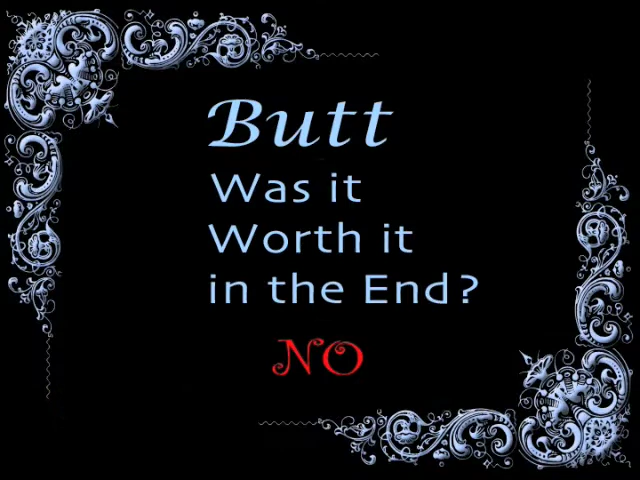 Butt
Was it
Worth it
in the End?
NO